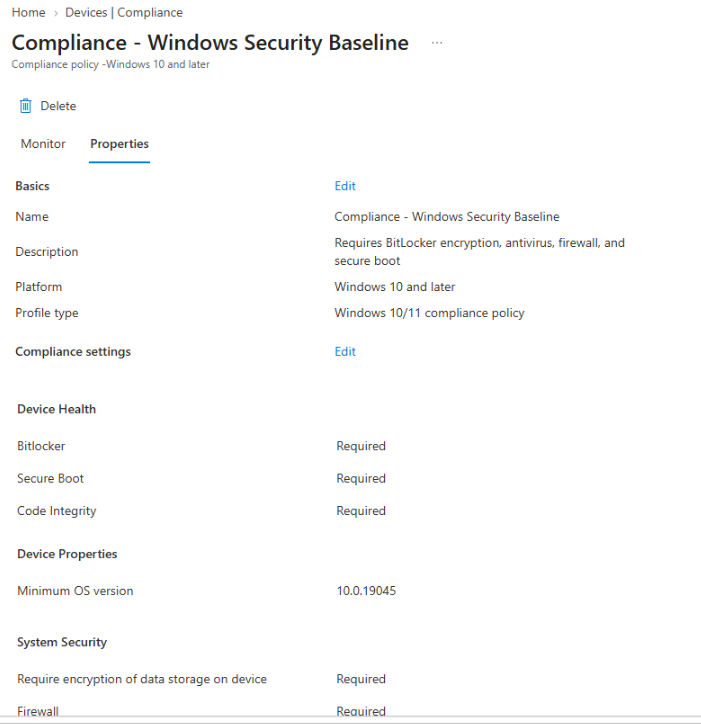 Home > Devices | Compliance
Compliance - Windows Security Baseline ...
Compliance policy -Windows 10 and later
Delete
Monitor Properties
Basics Edit
Name Compliance - Windows Security Baseline
Description Requires BitLocker encryption, antivirus, firewall, and
secure boot
Platform Windows 10 and later
Profile type Windows 10/11 compliance policy
Compliance settings Edit
Device Health
Bitlocker Required
Secure Boot Required
Code Integrity Required
Device Properties
Minimum OS version 10.0.19045
System Security
Require encryption of data storage on device Required
Firewall Required